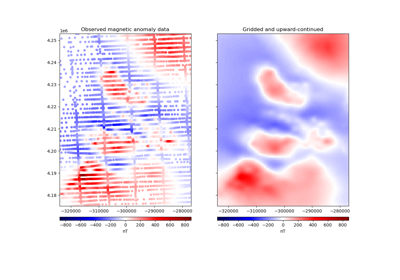 Observed magnetic anomaly data
Gridded and upward-continued
1e6
4.25
4.24
4.23
4.22
4.21
4.20
4.19
4.18
−320000 −310000 −300000 −290000 −280000
−320000 −310000 −300000 −290000 −280000
−800 −600 −400 −200 0 200 400 600 800
−800 −600 −400 −200 0 200 400 600 800
nT
nT